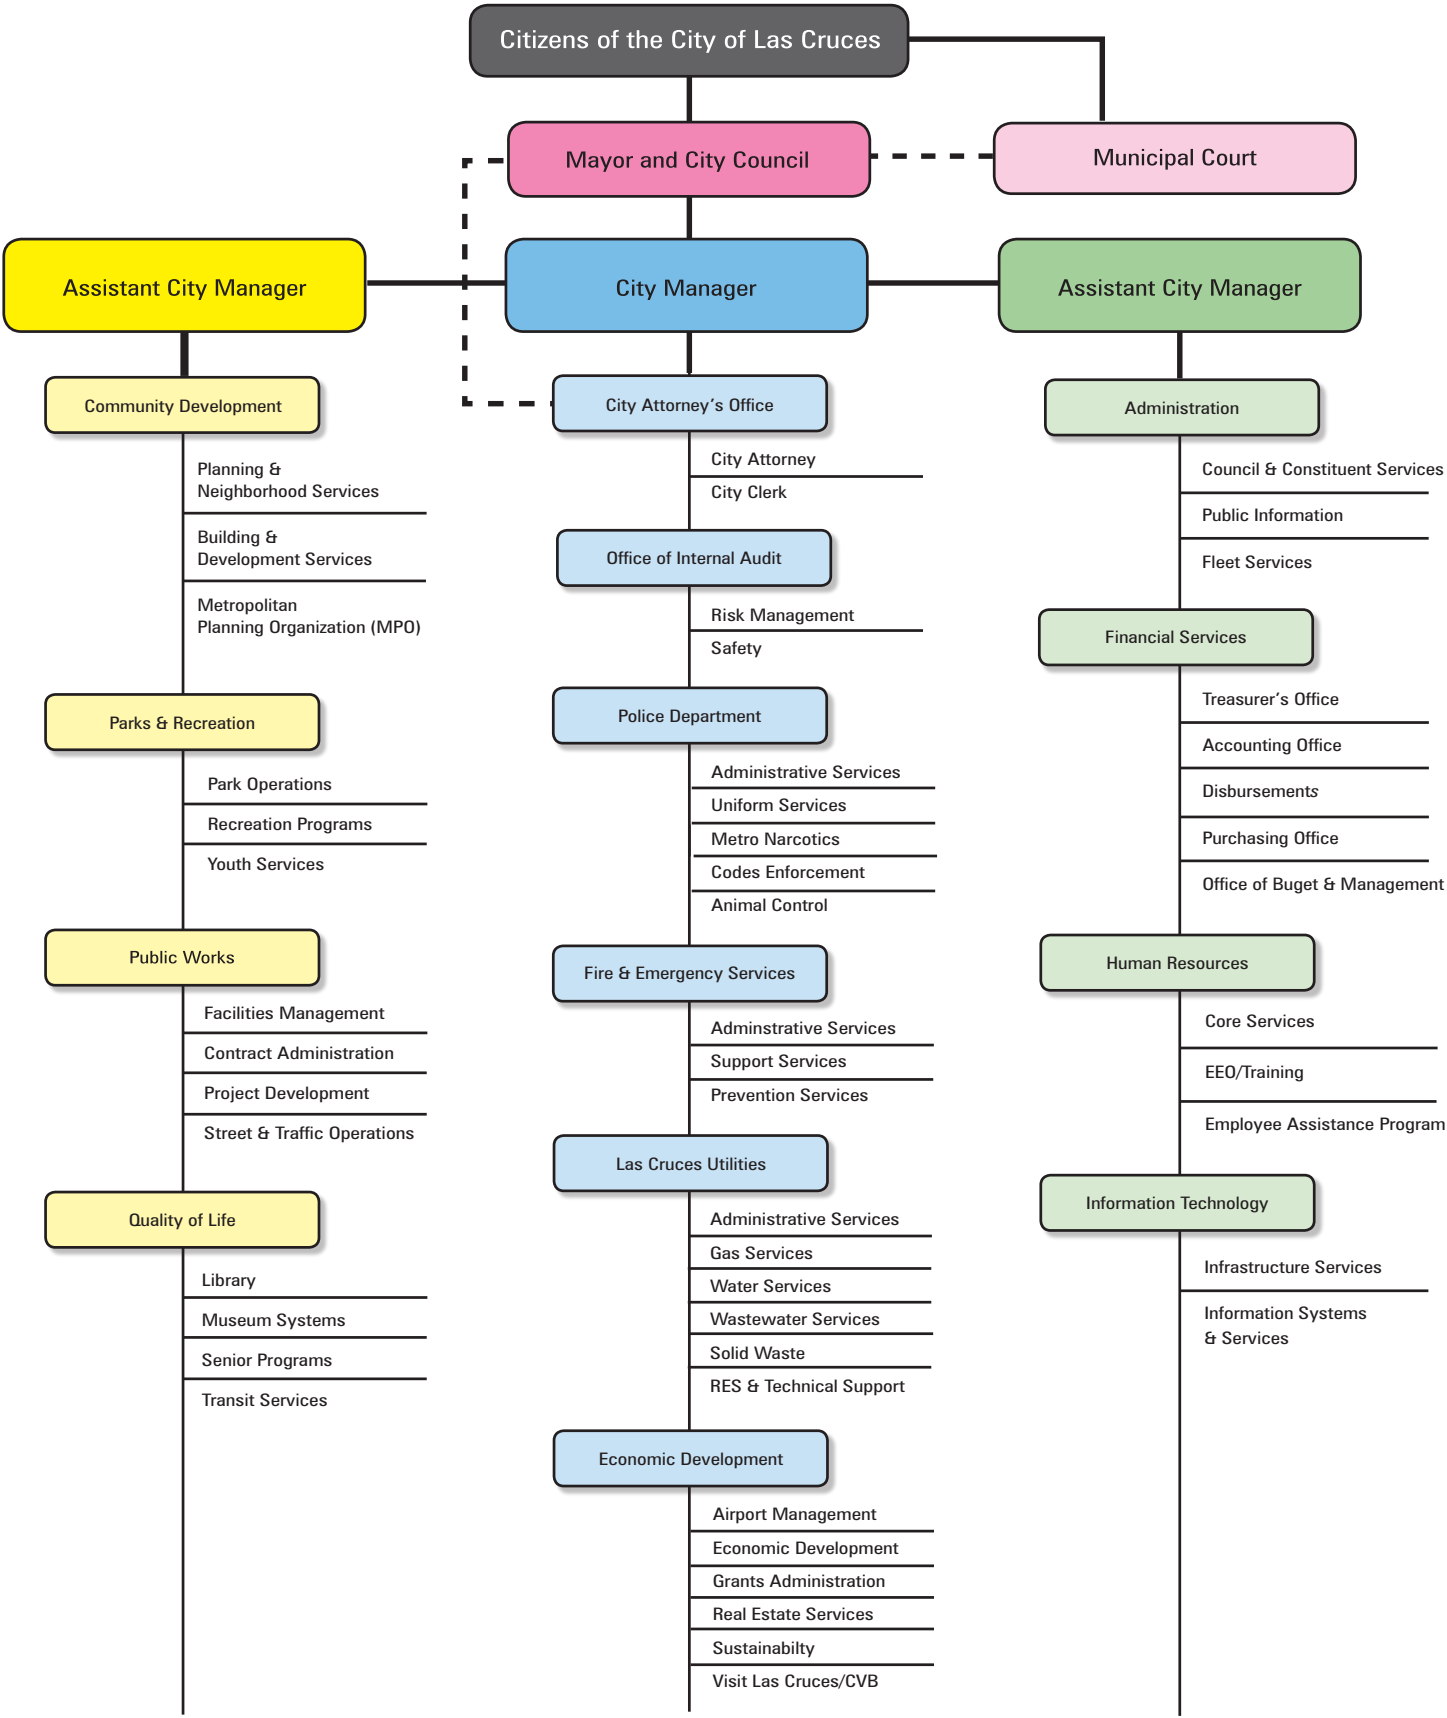 Citizens of the City of Las Cruces
Mayor and City Council
Municipal Court
Assistant City Manager
City Manager
Assistant City Manager
Community Development
Planning &
Neighborhood Services
Building &
Development Services
Metropolitan
Planning Organization (MPO)
Parks & Recreation
Park Operations
Recreation Programs
Youth Services
Public Works
Facilities Management
Contract Administration
Project Development
Street & Traffic Operations
Quality of Life
Library
Museum Systems
Senior Programs
Transit Services
City Attorney's Office
City Attorney
City Clerk
Office of Internal Audit
Risk Management
Safety
Police Department
Administrative Services
Uniform Services
Metro Narcotics
Codes Enforcement
Animal Control
Fire & Emergency Services
Adminstrative Services
Support Services
Prevention Services
Las Cruces Utilities
Administrative Services
Gas Services
Water Services
Wastewater Services
Solid Waste
RES & Technical Support
Economic Development
Airport Management
Economic Development
Grants Administration
Real Estate Services
Sustainabilty
Visit Las Cruces/CVB
Administration
Council & Constituent Services
Public Information
Fleet Services
Financial Services
Treasurer's Office
Accounting Office
Disbursements
Purchasing Office
Office of Buget & Management
Human Resources
Core Services
EEO/Training
Employee Assistance Program
Information Technology
Infrastructure Services
Information Systems
& Services